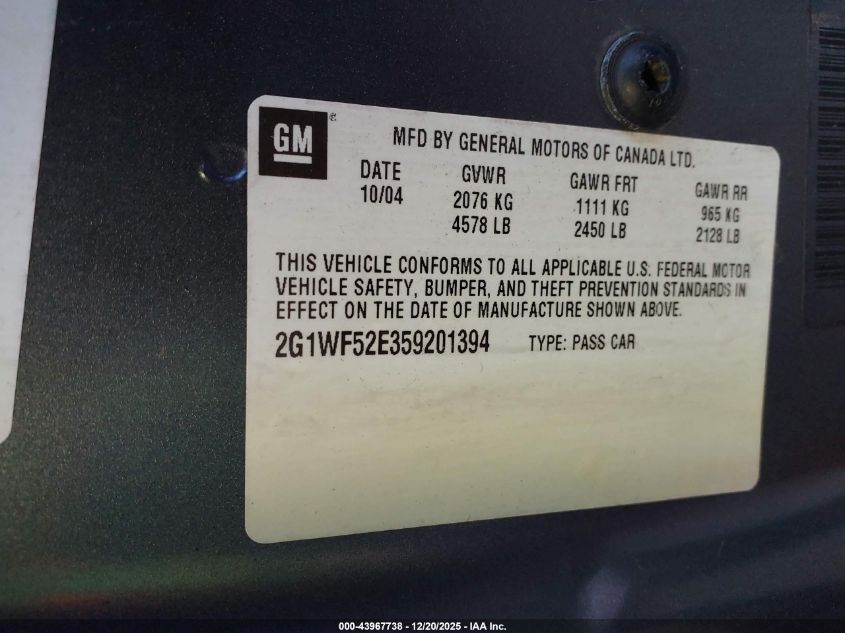 GM®
MFD BY GENERAL MOTORS OF CANADA LTD.
DATE GVWR GAWR FRT GAWR RR
10/04 2076 KG 1111 KG 965 KG
4578 LB 2450 LB 2128 LB
THIS VEHICLE CONFORMS TO ALL APPLICABLE U.S. FEDERAL MOTOR
VEHICLE SAFETY, BUMPER, AND THEFT PREVENTION STANDARDS IN
EFFECT ON THE DATE OF MANUFACTURE SHOWN ABOVE.
2G1WF52E359201394 TYPE: PASS CAR
000-43967738 - 12/20/2025 - IAA Inc.